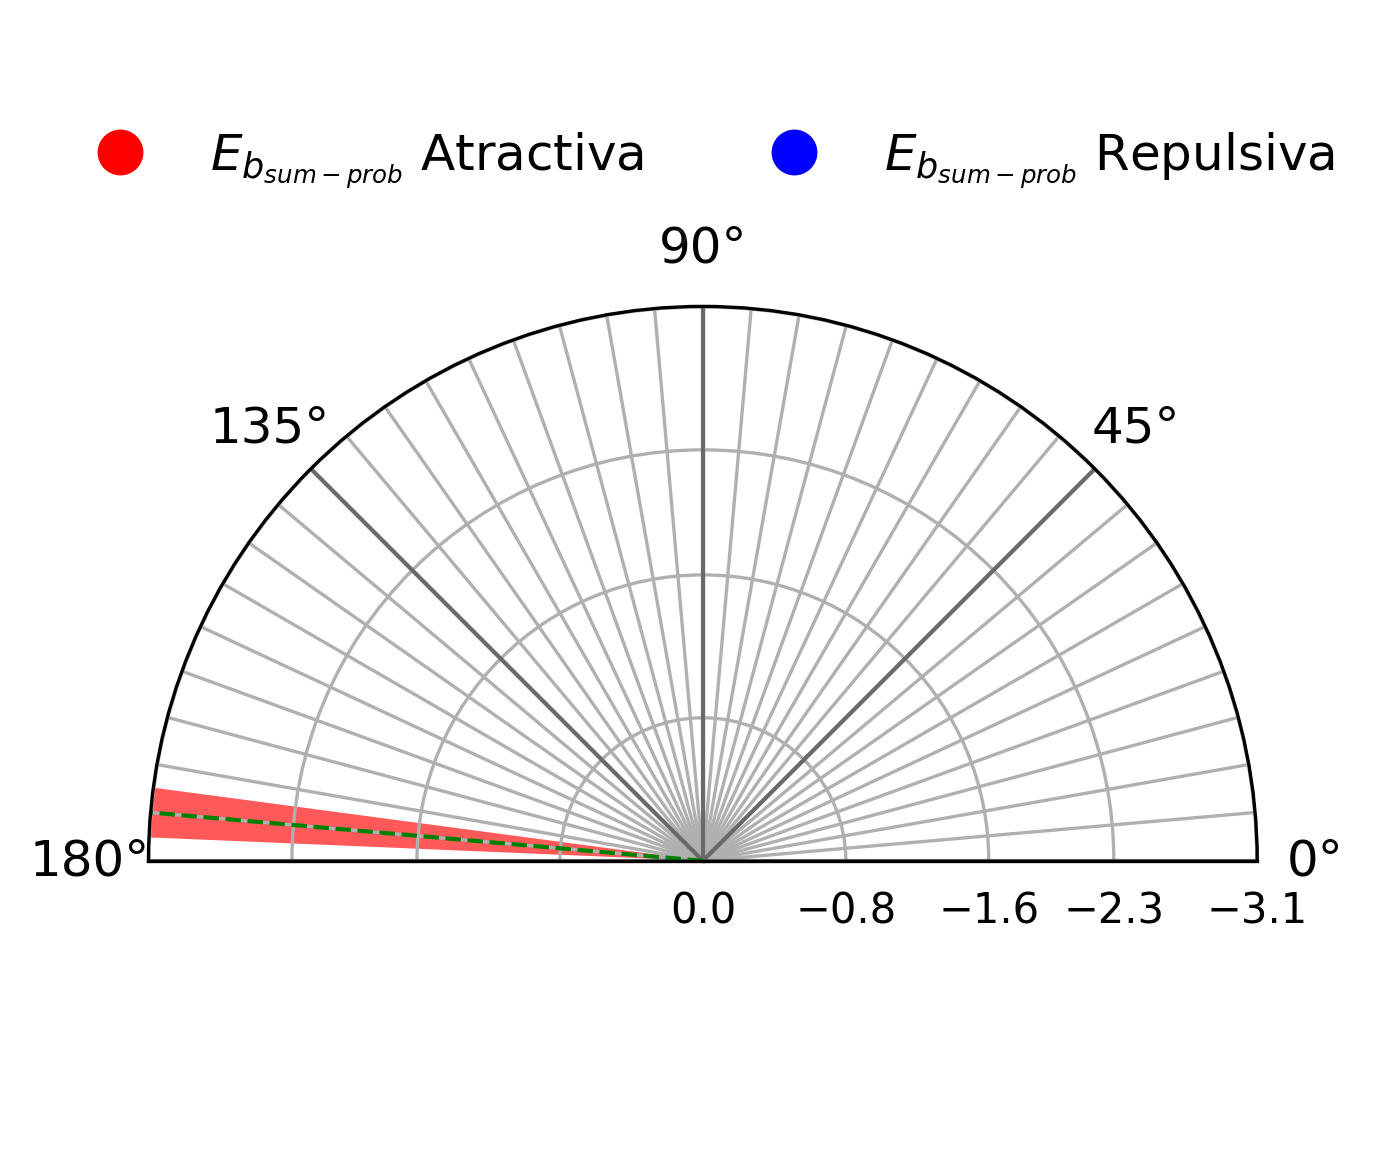 E_{b_{sum-prob}} Atractiva E_{b_{sum-prob}} Repulsiva
90°
135° 45°
180° 0°
0.0 −0.8 −1.6 −2.3 −3.1